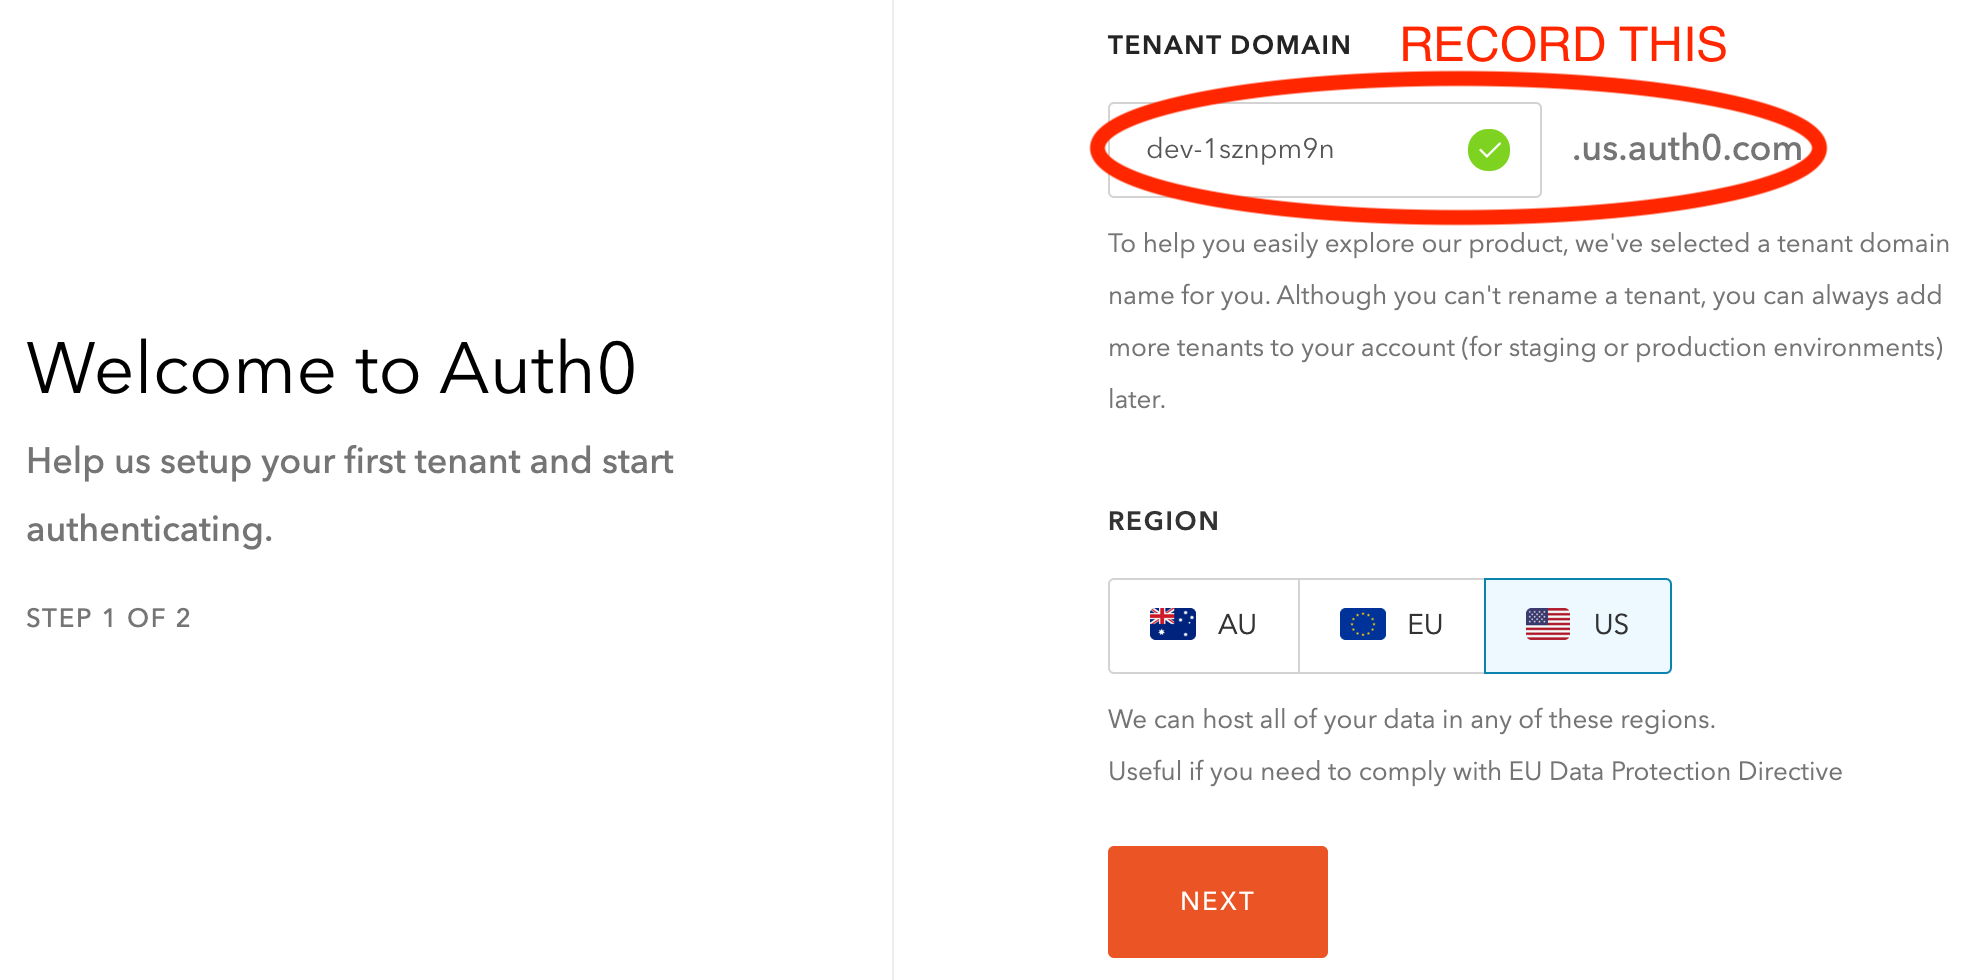 Welcome to Auth0
Help us setup your first tenant and start
authenticating.
STEP 1 OF 2
TENANT DOMAIN RECORD THIS
dev-1sznpm9n .us.auth0.com
To help you easily explore our product, we've selected a tenant domain
name for you. Although you can't rename a tenant, you can always add
more tenants to your account (for staging or production environments)
later.
REGION
AU EU US
We can host all of your data in any of these regions.
Useful if you need to comply with EU Data Protection Directive
NEXT